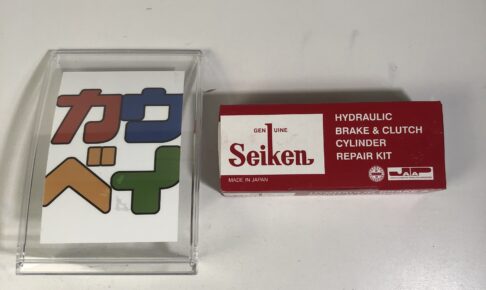 カウ
ベイ
GENUINE
Seiken
MADE IN JAPAN
HYDRAULIC
BRAKE & CLUTCH
CYLINDER
REPAIR KIT